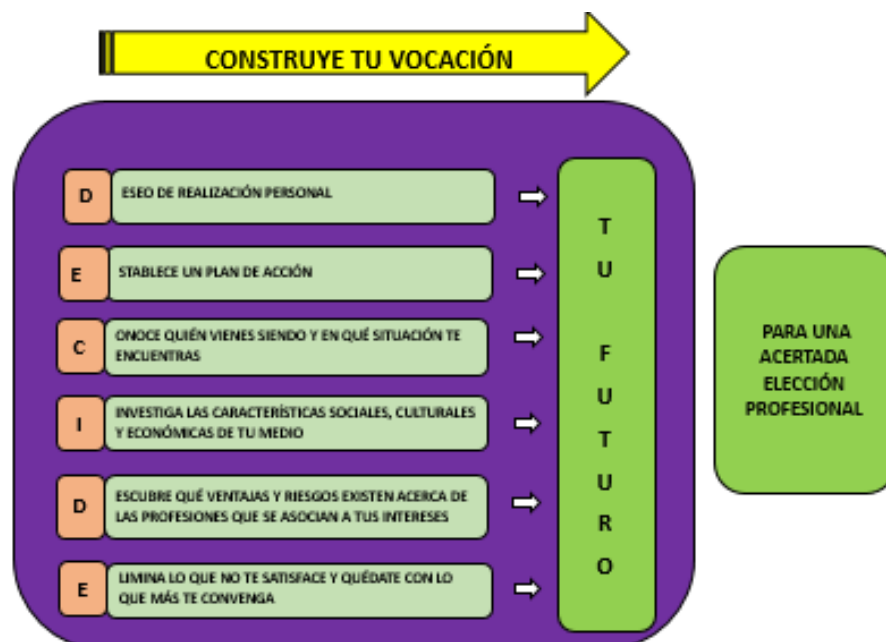 CONSTRUYE TU VOCACIÓN
D ESEO DE REALIZACIÓN PERSONAL
E STABLECE UN PLAN DE ACCIÓN
C ONOCE QUIÉN VIENES SIENDO Y EN QUÉ SITUACIÓN TE
ENCUENTRAS
I INVESTIGA LAS CARACTERÍSTICAS SOCIALES, CULTURALES
Y ECONÓMICAS DE TU MEDIO
D ESCUBRE QUÉ VENTAJAS Y RIESGOS EXISTEN ACERCA DE
LAS PROFESIONES QUE SE ASOCIAN A TUS INTERESES
E LIMINA LO QUE NO TE SATISFACE Y QUÉDATE CON LO
QUE MÁS TE CONVENGA
T
U
F
U
T
U
R
O
PARA UNA
ACERTADA
ELECCIÓN
PROFESIONAL